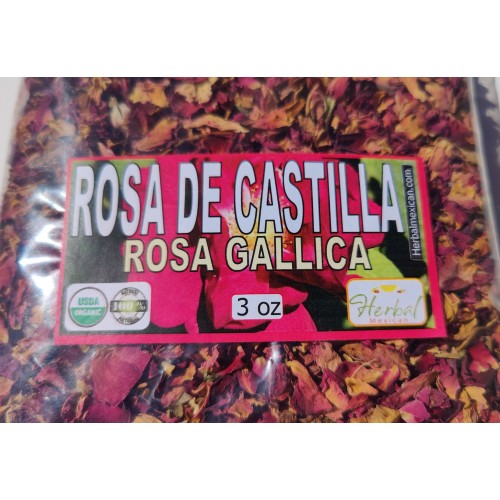 ROSA DE CASTILLA
ROSA GALLICA
Herbalmexican.com
USDA
ORGANIC
100%
3 oz
Herbal
Mexican